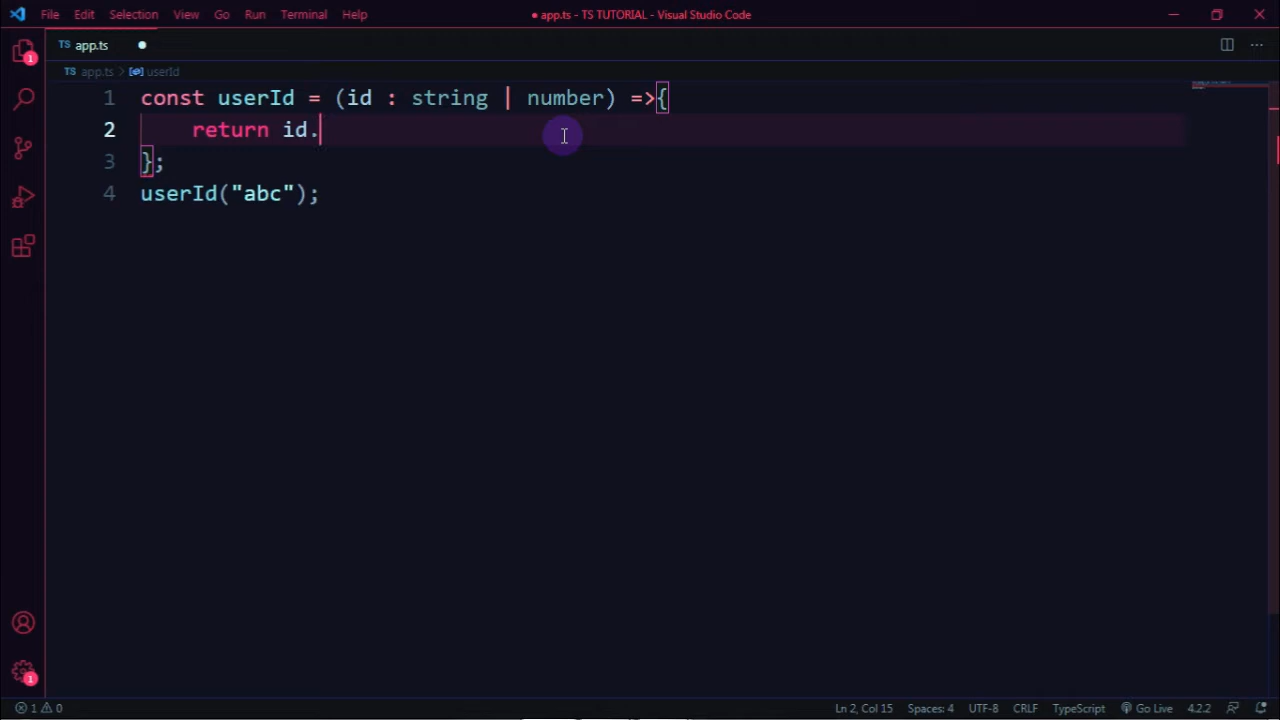 File Edit Selection View Go Run Terminal Help
● app.ts - TS TUTORIAL - Visual Studio Code
TS app.ts
TS app.ts > userId
1 const userId = (id : string | number) =>{
2 return id.
3 };
4 userId("abc");
1
1
1 0
Ln 2, Col 15 Spaces: 4 UTF-8 CRLF TypeScript Go Live 4.2.2